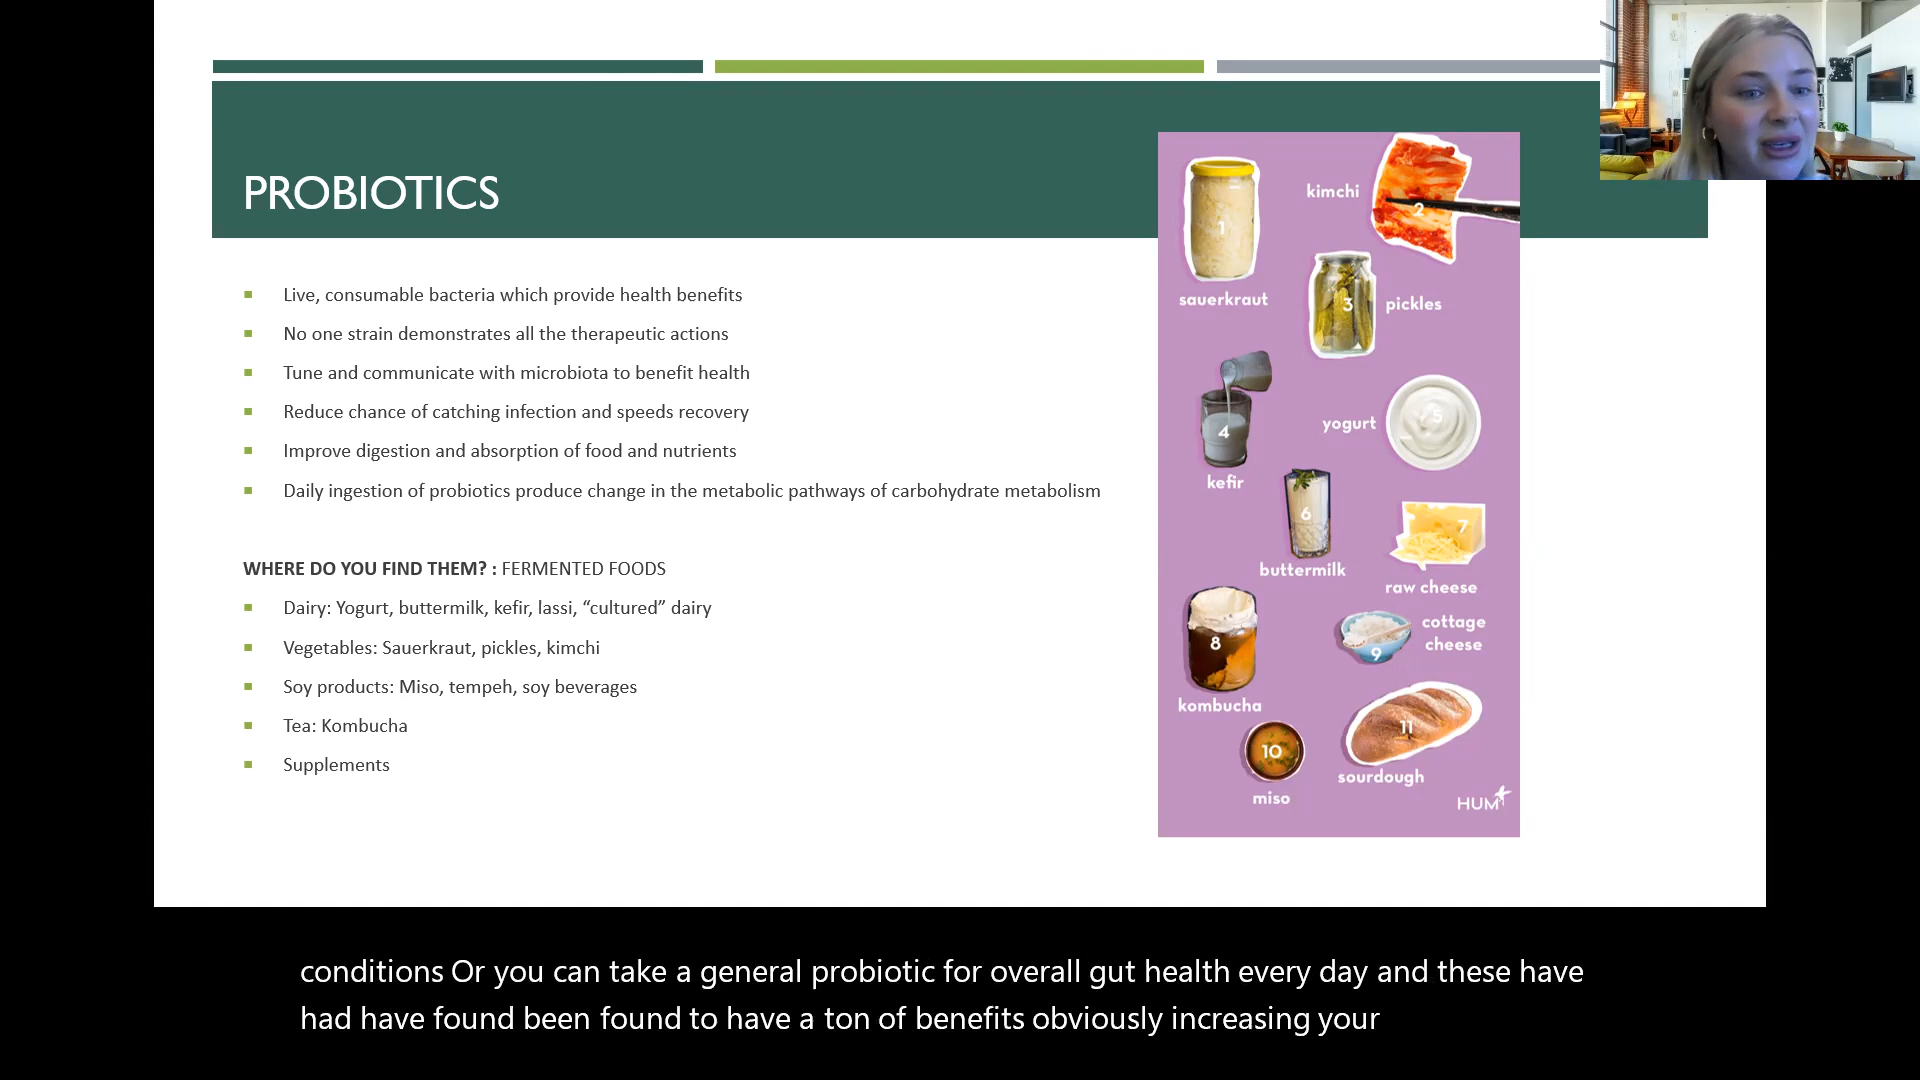 PROBIOTICS
Live, consumable bacteria which provide health benefits
No one strain demonstrates all the therapeutic actions
Tune and communicate with microbiota to benefit health
Reduce chance of catching infection and speeds recovery
Improve digestion and absorption of food and nutrients
Daily ingestion of probiotics produce change in the metabolic pathways of carbohydrate metabolism
WHERE DO YOU FIND THEM? : FERMENTED FOODS
Dairy: Yogurt, buttermilk, kefir, lassi, “cultured” dairy
Vegetables: Sauerkraut, pickles, kimchi
Soy products: Miso, tempeh, soy beverages
Tea: Kombucha
Supplements
1
sauerkraut
kimchi
2
3
pickles
4
kefir
yogurt
5
6
buttermilk
7
raw cheese
8
kombucha
cottage
cheese
9
10
miso
11
sourdough
HUM
conditions Or you can take a general probiotic for overall gut health every day and these have
had have found been found to have a ton of benefits obviously increasing your